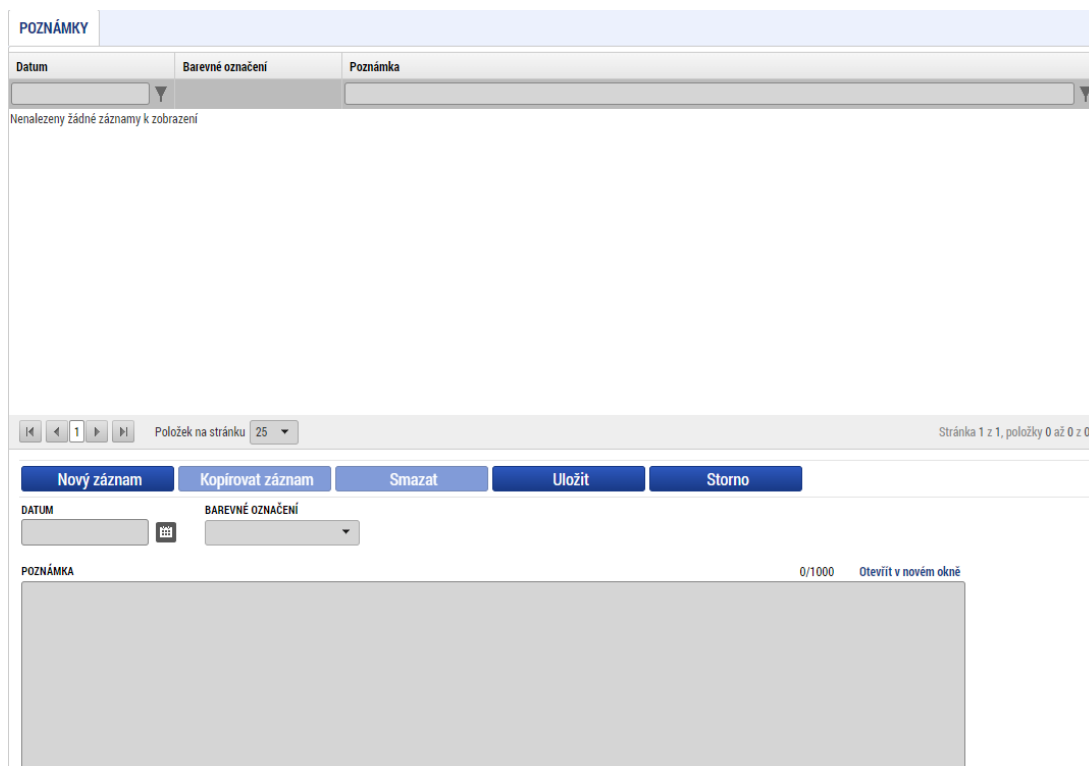 POZNÁMKY
Datum Barevné označení Poznámka
Nenalezeny žádné záznamy k zobrazení
1 Položek na stránku 25 Stránka 1 z 1, položky 0 až 0 z 0
Nový záznam Kopírovat záznam Smazat Uložit Storno
DATUM BAREVNÉ OZNAČENÍ
POZNÁMKA 0/1000 Otevřít v novém okně